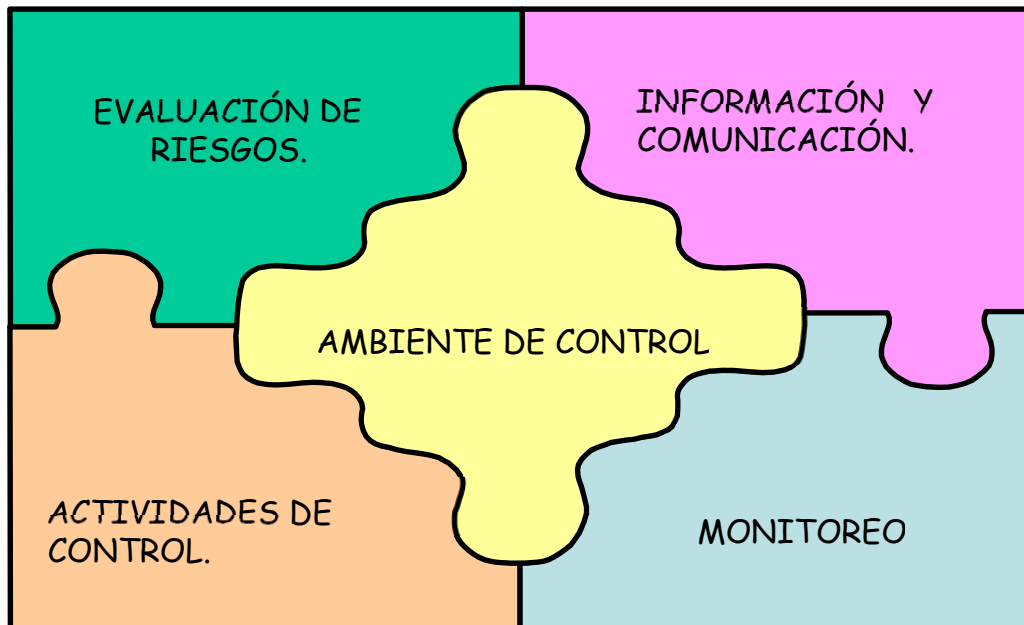 EVALUACIÓN DE
RIESGOS.
INFORMACIÓN Y
COMUNICACIÓN.
AMBIENTE DE CONTROL
ACTIVIDADES DE
CONTROL.
MONITOREO